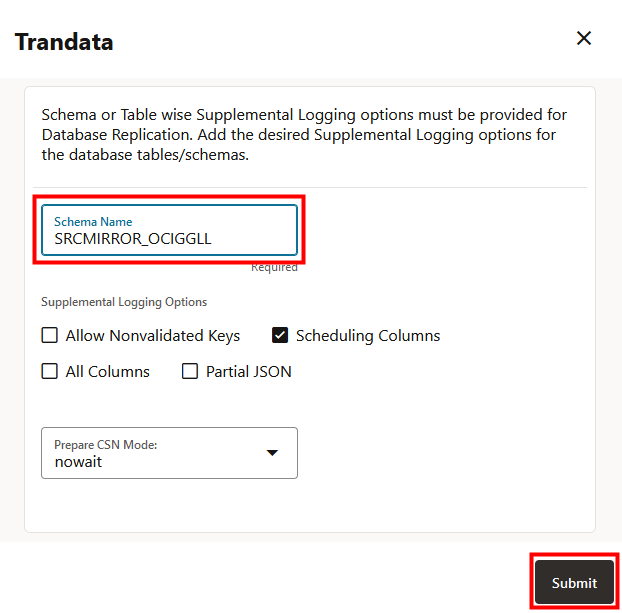 Trandata
Schema or Table wise Supplemental Logging options must be provided for
Database Replication. Add the desired Supplemental Logging options for
the database tables/schemas.
Schema Name
SRCMIRROR_OCIGGLL
Required
Supplemental Logging Options
Allow Nonvalidated Keys Scheduling Columns
All Columns Partial JSON
Prepare CSN Mode:
nowait
Submit